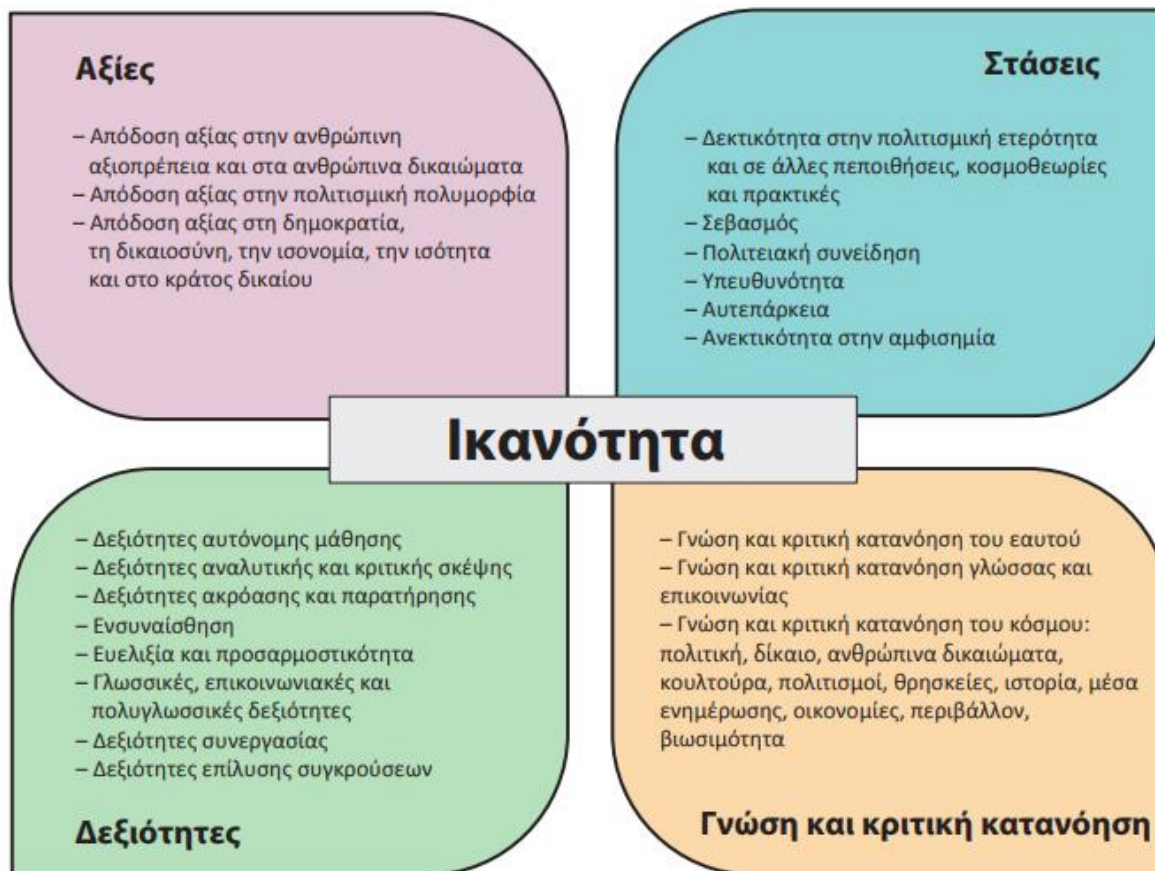 Αξίες
– Απόδοση αξίας στην ανθρώπινη
αξιοπρέπεια και στα ανθρώπινα δικαιώματα
– Απόδοση αξίας στην πολιτισμική πολυμορφία
– Απόδοση αξίας στη δημοκρατία,
τη δικαιοσύνη, την ισονομία, την ισότητα
και στο κράτος δικαίου
Στάσεις
– Δεκτικότητα στην πολιτισμική ετερότητα
και σε άλλες πεποιθήσεις, κοσμοθεωρίες
και πρακτικές
– Σεβασμός
– Πολιτειακή συνείδηση
– Υπευθυνότητα
– Αυτεπάρκεια
– Ανεκτικότητα στην αμφισημία
Ικανότητα
– Δεξιότητες αυτόνομης μάθησης
– Δεξιότητες αναλυτικής και κριτικής σκέψης
– Δεξιότητες ακρόασης και παρατήρησης
– Ενσυναίσθηση
– Ευελιξία και προσαρμοστικότητα
– Γλωσσικές, επικοινωνιακές και
πολυγλωσσικές δεξιότητες
– Δεξιότητες συνεργασίας
– Δεξιότητες επίλυσης συγκρούσεων
Δεξιότητες
– Γνώση και κριτική κατανόηση του εαυτού
– Γνώση και κριτική κατανόηση γλώσσας και
επικοινωνίας
– Γνώση και κριτική κατανόηση του κόσμου:
πολιτική, δίκαιο, ανθρώπινα δικαιώματα,
κουλτούρα, πολιτισμοί, θρησκείες, ιστορία, μέσα
ενημέρωσης, οικονομίες, περιβάλλον,
βιωσιμότητα
Γνώση και κριτική κατανόηση